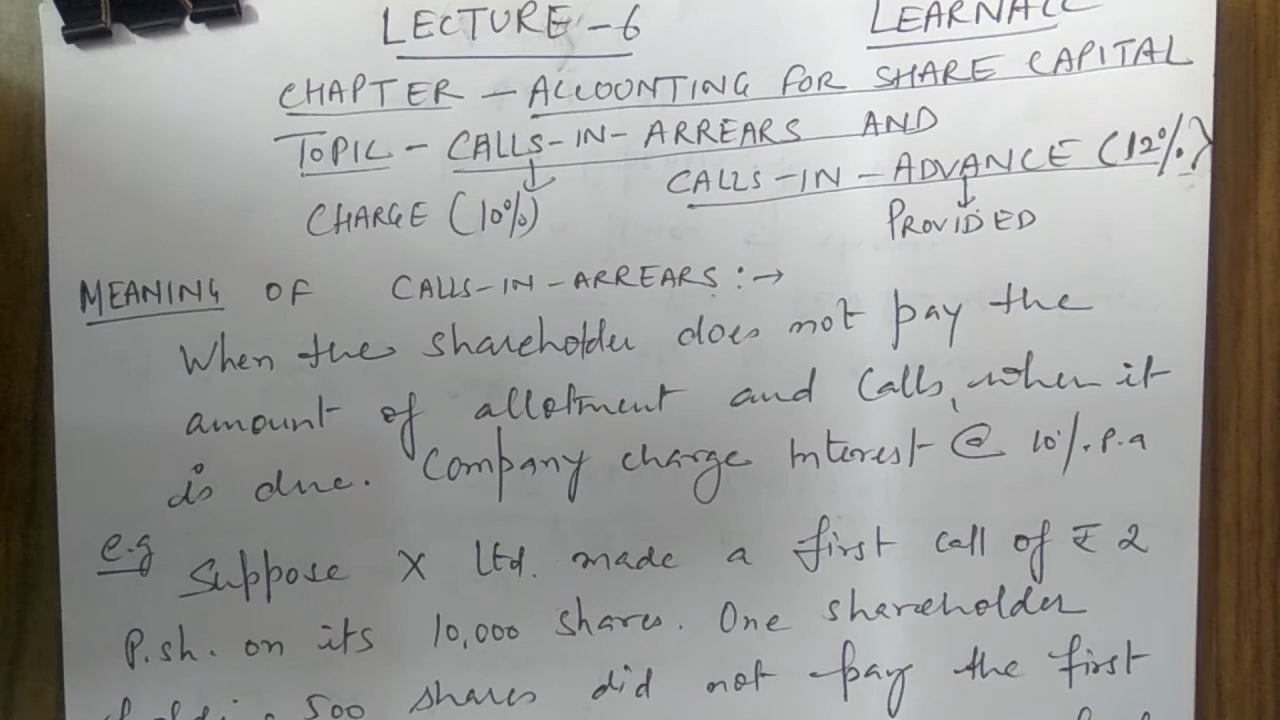 LECTURE - 6
LEARNALL
CHAPTER - ACCOUNTING FOR SHARE CAPITAL
TOPIC - CALLS-IN-ARREARS AND
CALLS-IN-ADVANCE (12%)
CHARGE (10%)
PROVIDED
MEANING OF CALLS-IN-ARREARS :→
When the shareholder does not pay the
amount of allotment and calls, when it
is due. Company charge Interest @ 10%. p.a
e.g Suppose X Ltd. made a first call of ₹ 2
P.sh. on its 10,000 shares. One shareholder
500 shares did not pay the first